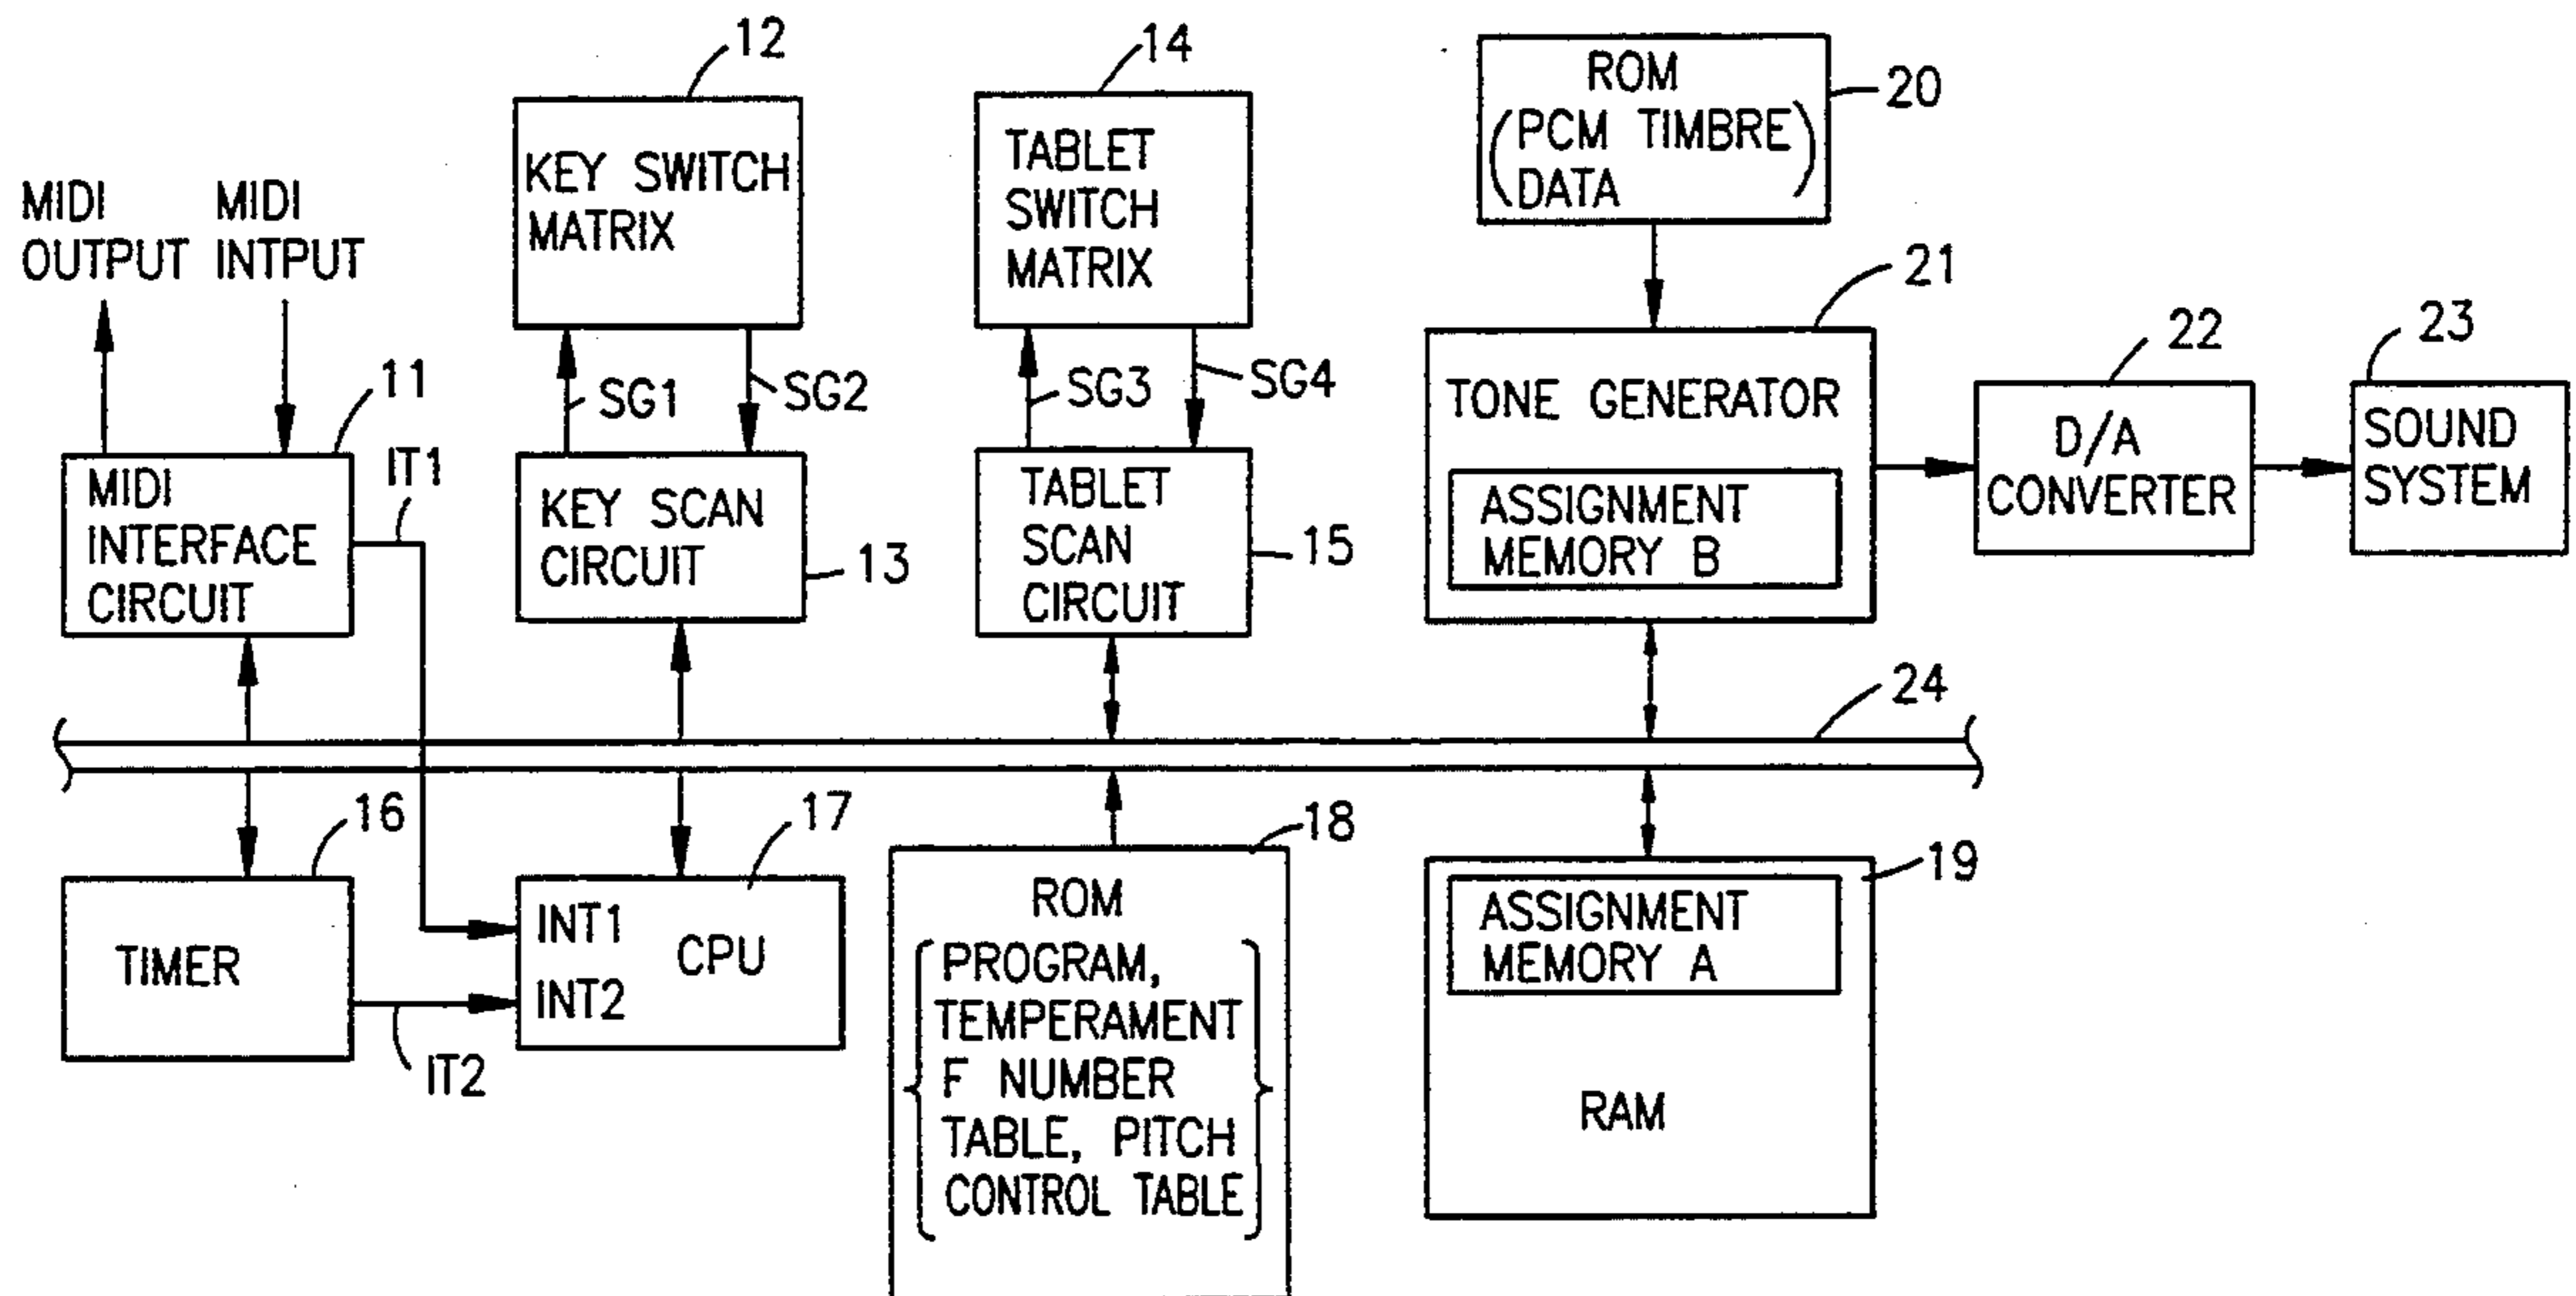 12
KEY SWITCH
MATRIX
14
TABLET
SWITCH
MATRIX
ROM
(PCM TIMBRE
DATA)
20
MIDI
OUTPUT
MIDI
INTPUT
SG1
SG2
SG3
SG4
11
MIDI
INTERFACE
CIRCUIT
IT1
KEY SCAN
CIRCUIT
13
TABLET
SCAN
CIRCUIT
15
21
TONE GENERATOR
ASSIGNMENT
MEMORY B
22
D/A
CONVERTER
23
SOUND
SYSTEM
24
16
TIMER
IT2
17
INT1
CPU
INT2
18
ROM
{PROGRAM,
TEMPERAMENT
F NUMBER
TABLE, PITCH
CONTROL TABLE}
19
ASSIGNMENT
MEMORY A
RAM